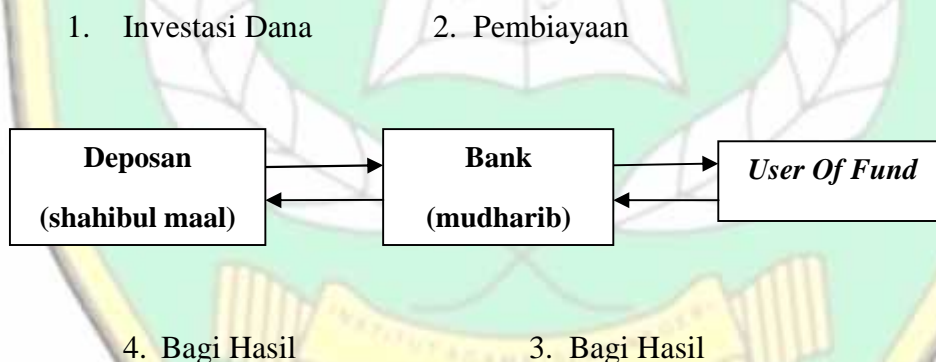 1. Investasi Dana
2. Pembiayaan
Deposan
(shahibul maal)
Bank
(mudharib)
User Of Fund
4. Bagi Hasil
3. Bagi Hasil